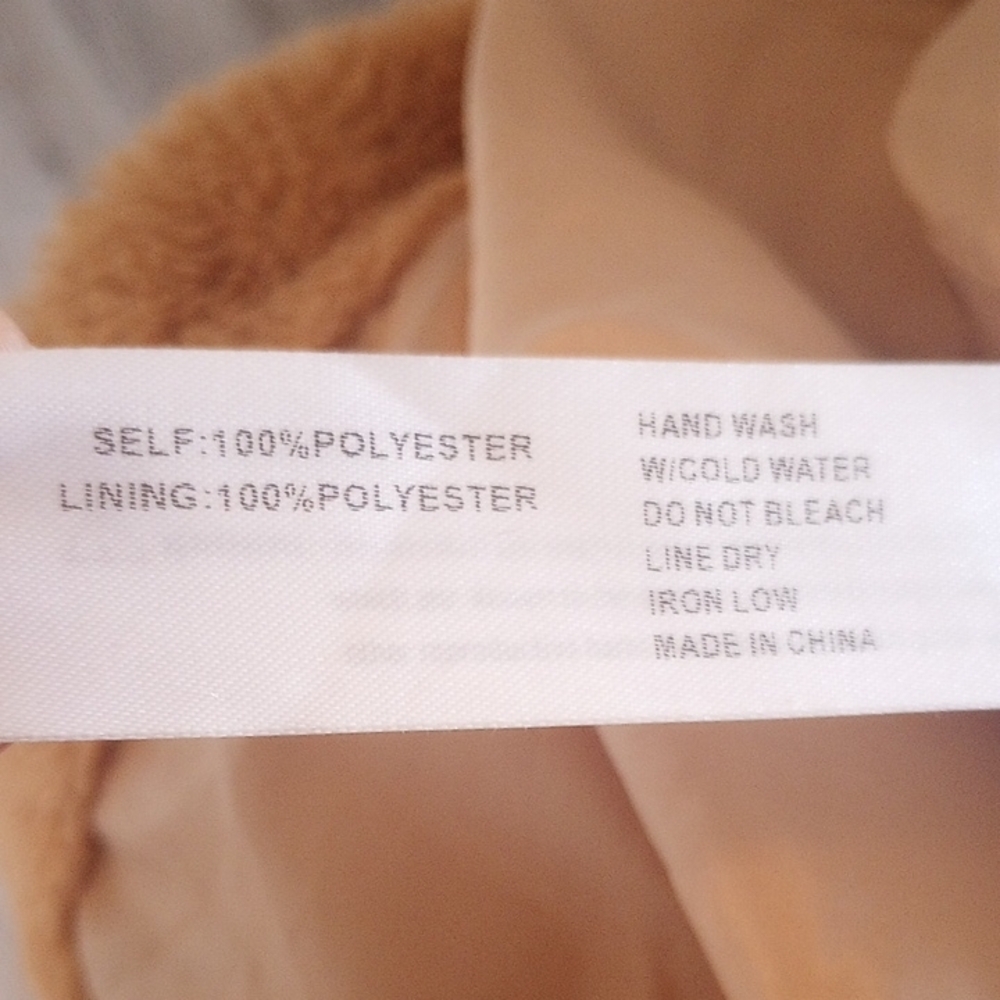 SELF:100%POLYESTER
LINING:100%POLYESTER
HAND WASH
W/COLD WATER
DO NOT BLEACH
LINE DRY
IRON LOW
MADE IN CHINA